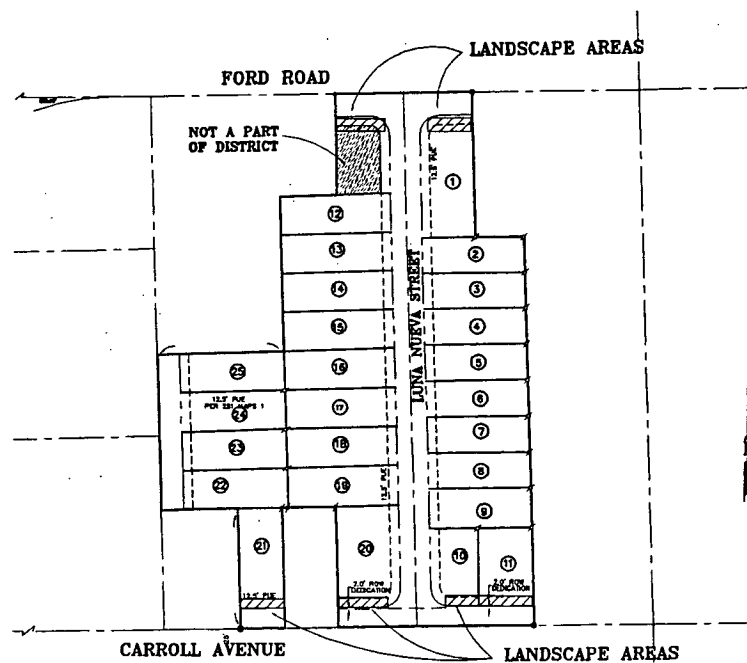 LANDSCAPE AREAS
FORD ROAD
NOT A PART
OF DISTRICT
12.5' PUE
1
12
2
13
3
14
LUNA NUEVA STREET
4
15
5
16
25
6
12.5' PUE
17
24
7
18
23
8
12.5' PUE
19
22
9
21
20
10
11
2.0' ROW
DEDICATION
2.0' ROW
DEDICATION
12.5' PUE
CARROLL AVENUE
LANDSCAPE AREAS